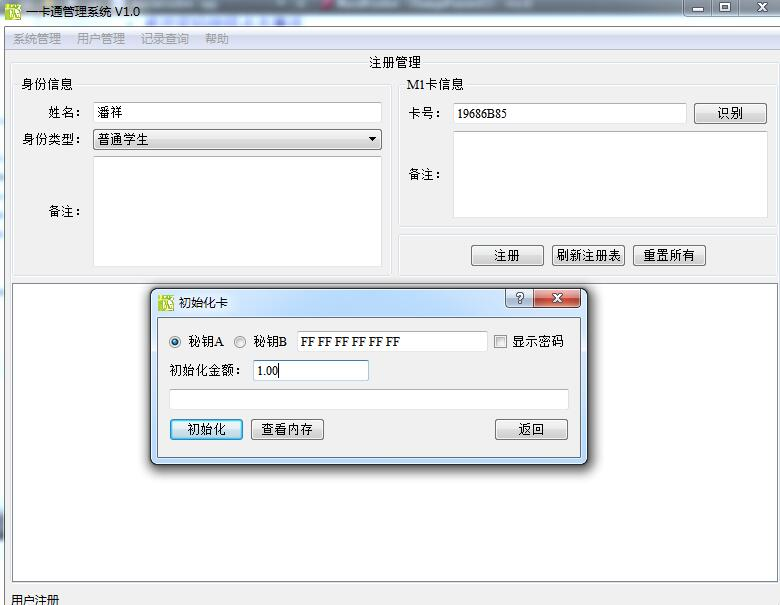 一卡通管理系统 V1.0
系统管理 用户管理 记录查询 帮助
注册管理
身份信息
姓名： 潘祥
身份类型： 普通学生
备注：
M1卡信息
卡号： 19686B85 识别
备注：
注册 刷新注册表 重置所有
初始化卡
秘钥A 秘钥B FF FF FF FF FF FF 显示密码
初始化金额： 1.00
初始化 查看内存 返回
用户注册